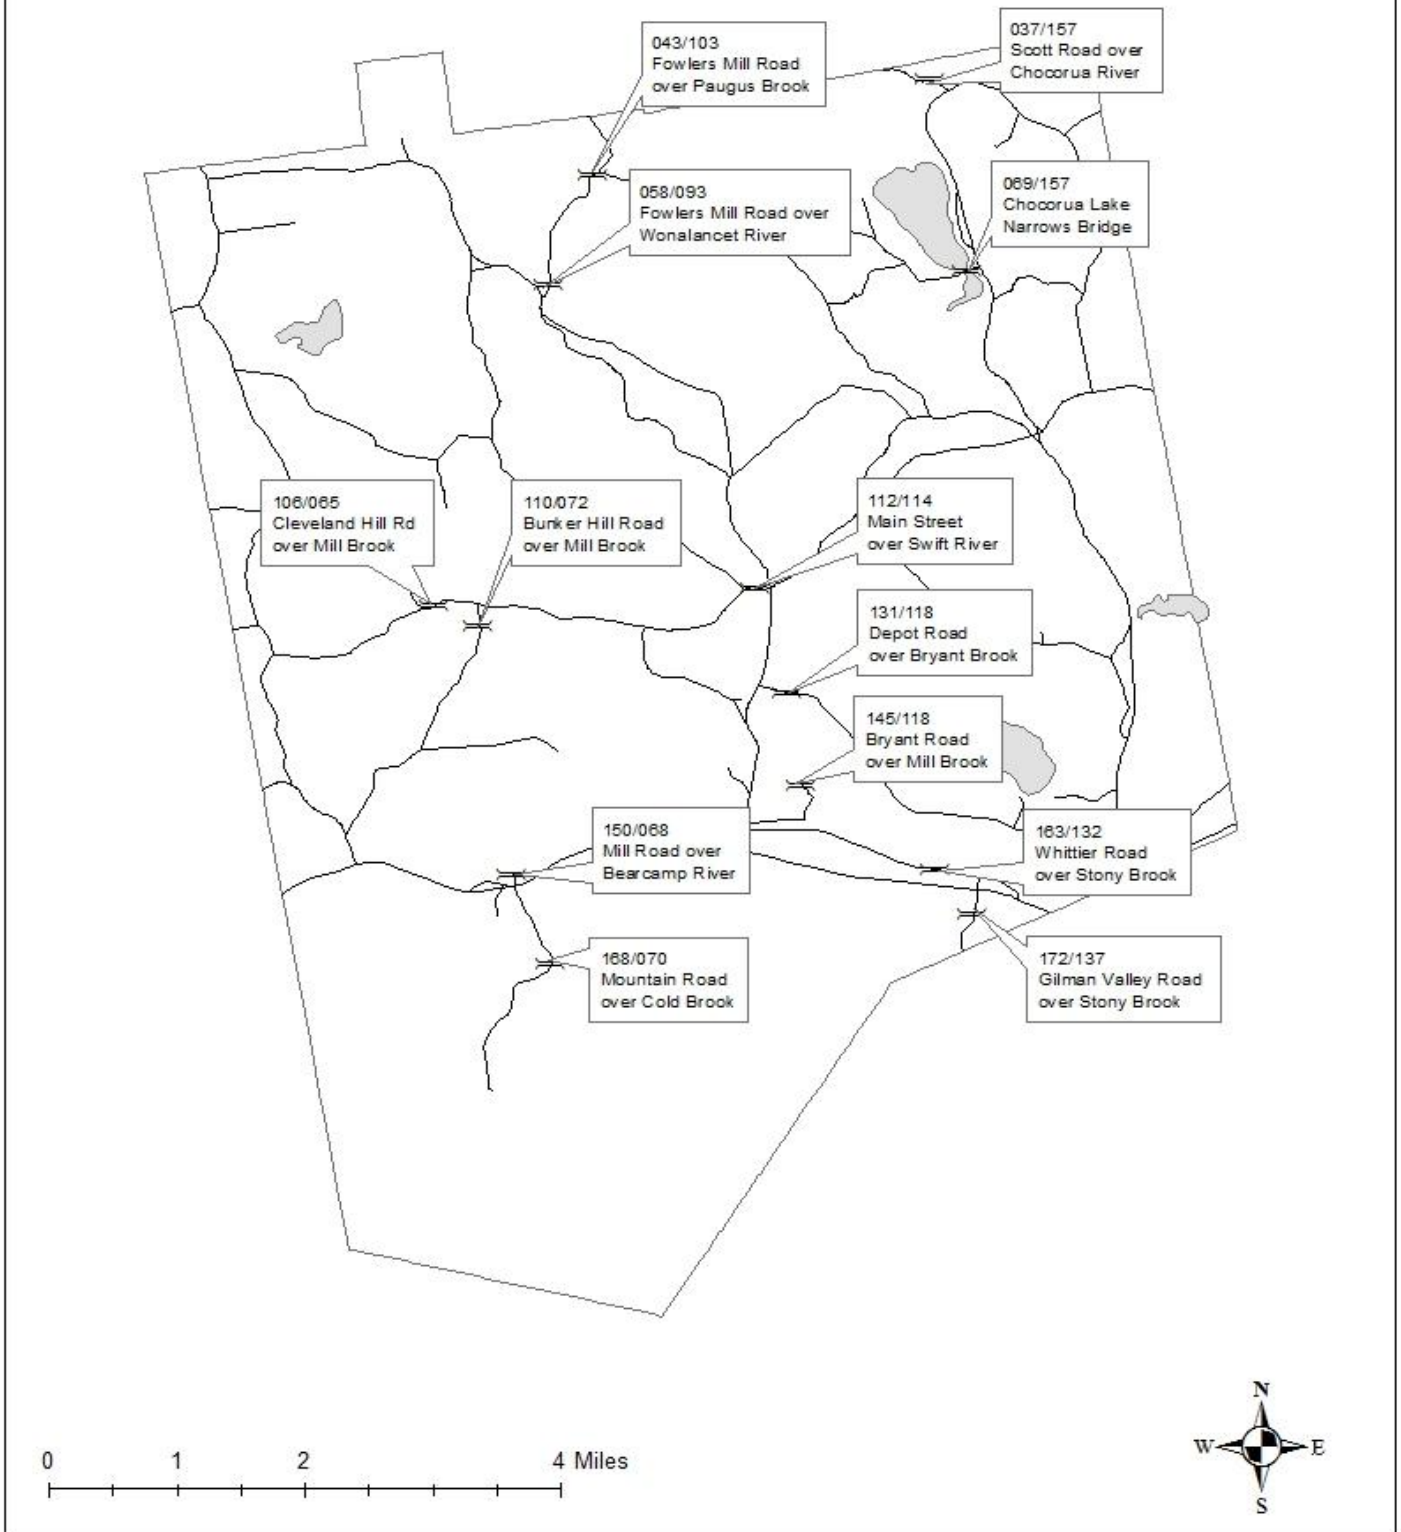 037/157
Scott Road over
Chocorua River
043/103
Fowlers Mill Road
over Paugus Brook
058/093
Fowlers Mill Road over
Wonalancet River
069/157
Chocorua Lake
Narrows Bridge
106/065
Cleveland Hill Rd
over Mill Brook
110/072
Bunker Hill Road
over Mill Brook
112/114
Main Street
over Swift River
131/118
Depot Road
over Bryant Brook
145/118
Bryant Road
over Mill Brook
150/068
Mill Road over
Bearcamp River
163/132
Whittier Road
over Stony Brook
168/070
Mountain Road
over Cold Brook
172/137
Gilman Valley Road
over Stony Brook
0 1 2 4 Miles
N
W E
S